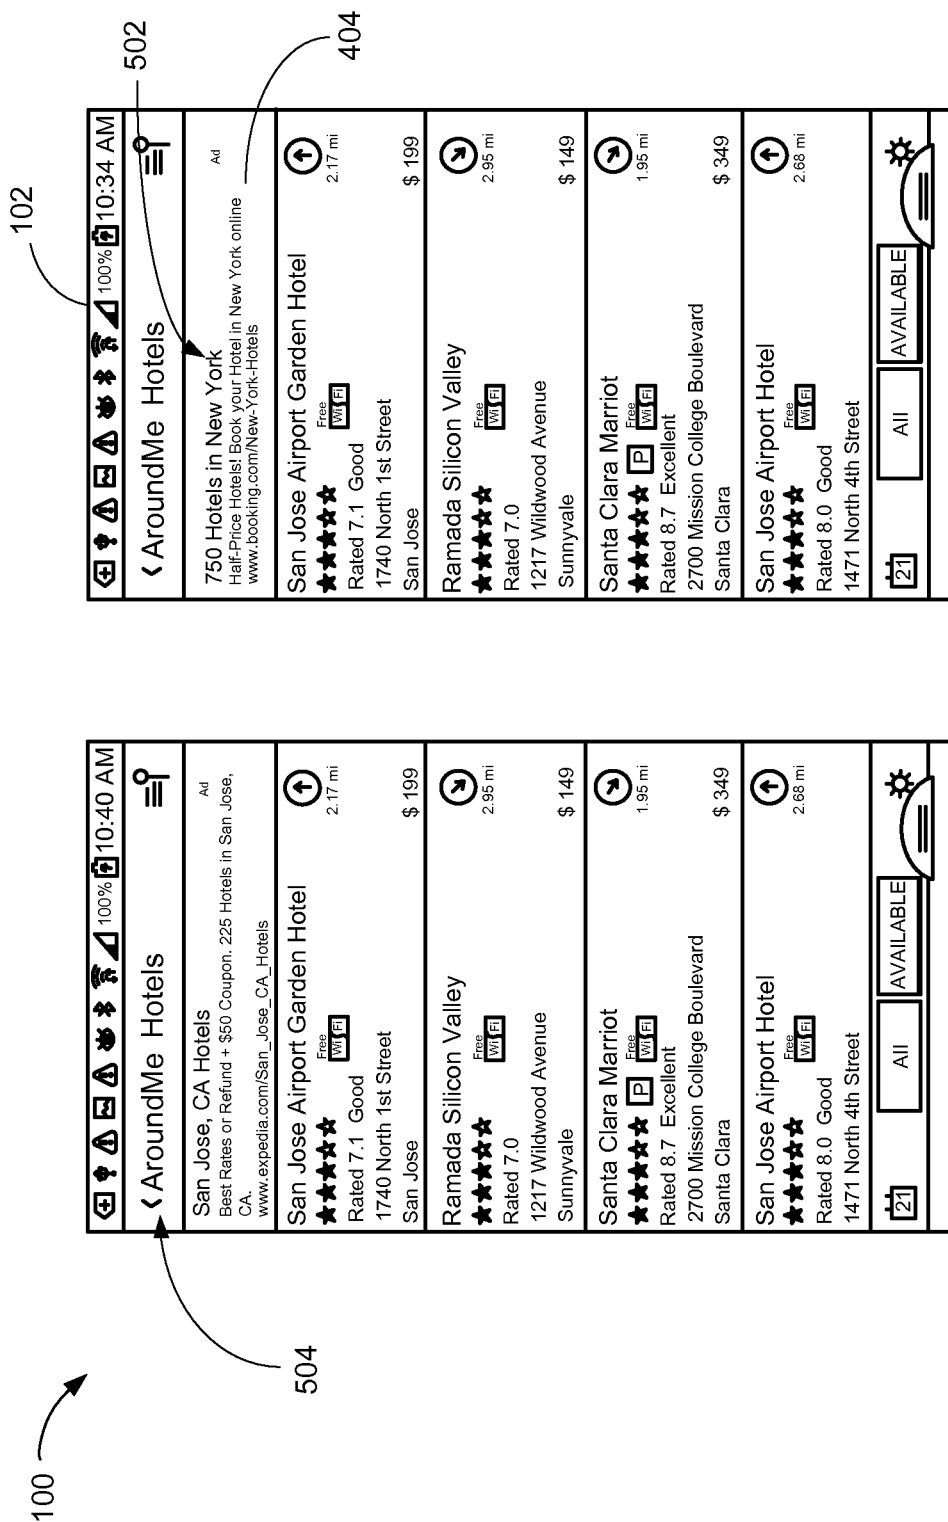 100
504
100% 10:40 AM
AroundMe Hotels
San Jose, CA Hotels
Ad
Best Rates or Refund + $50 Coupon. 225 Hotels in San Jose,
CA.
www.expedia.com/San_Jose_CA_Hotels
San Jose Airport Garden Hotel
Free
Wi Fi
2.17 mi
Rated 7.1 Good
1740 North 1st Street
San Jose
$ 199
Ramada Silicon Valley
Free
Wi Fi
2.95 mi
Rated 7.0
1217 Wildwood Avenue
Sunnyvale
$ 149
Santa Clara Marriot
P
Free
Wi Fi
1.95 mi
Rated 8.7 Excellent
2700 Mission College Boulevard
Santa Clara
$ 349
San Jose Airport Hotel
Free
Wi Fi
2.68 mi
Rated 8.0 Good
1471 North 4th Street
21
All
AVAILABLE
102
502
404
100% 10:34 AM
AroundMe Hotels
750 Hotels in New York
Ad
Half-Price Hotels! Book your Hotel in New York online
www.booking.com/New-York-Hotels
San Jose Airport Garden Hotel
Free
Wi Fi
2.17 mi
Rated 7.1 Good
1740 North 1st Street
San Jose
$ 199
Ramada Silicon Valley
Free
Wi Fi
2.95 mi
Rated 7.0
1217 Wildwood Avenue
Sunnyvale
$ 149
Santa Clara Marriot
P
Free
Wi Fi
1.95 mi
Rated 8.7 Excellent
2700 Mission College Boulevard
Santa Clara
$ 349
San Jose Airport Hotel
Free
Wi Fi
2.68 mi
Rated 8.0 Good
1471 North 4th Street
21
All
AVAILABLE